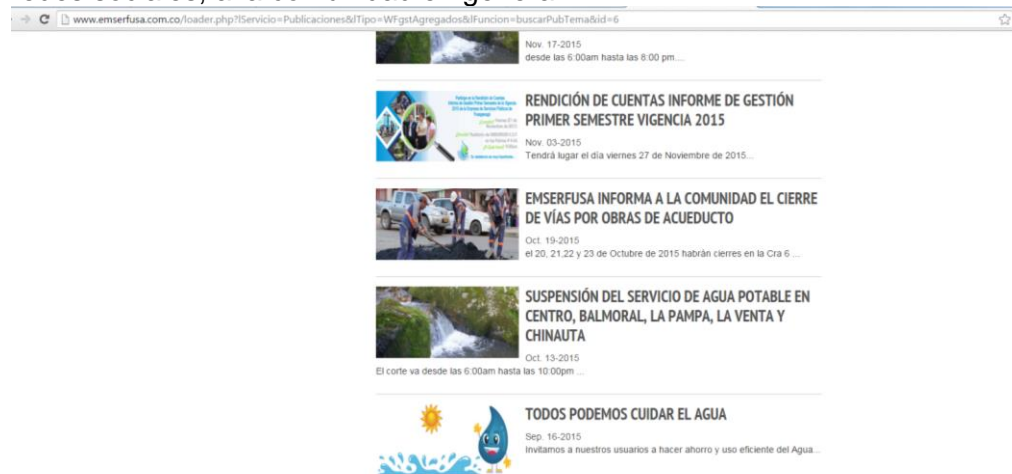 www.emserfusa.com.co/loader.php?lServicio=Publicaciones&lTipo=WFgstAgregados&lFuncion=buscarPubTema&id=6
Nov. 17-2015
desde las 6:00am hasta las 8:00 pm....
RENDICIÓN DE CUENTAS INFORME DE GESTIÓN
PRIMER SEMESTRE VIGENCIA 2015
Nov. 03-2015
Tendrá lugar el día viernes 27 de Noviembre de 2015...
EMSERFUSA INFORMA A LA COMUNIDAD EL CIERRE
DE VÍAS POR OBRAS DE ACUEDUCTO
Oct. 19-2015
el 20, 21,22 y 23 de Octubre de 2015 habrán cierres en la Cra 6 ...
SUSPENSIÓN DEL SERVICIO DE AGUA POTABLE EN
CENTRO, BALMORAL, LA PAMPA, LA VENTA Y
CHINAUTA
Oct. 13-2015
El corte va desde las 6:00am hasta las 10:00pm ...
TODOS PODEMOS CUIDAR EL AGUA
Sep. 16-2015
Invitamos a nuestros usuarios a hacer ahorro y uso eficiente del Agua...